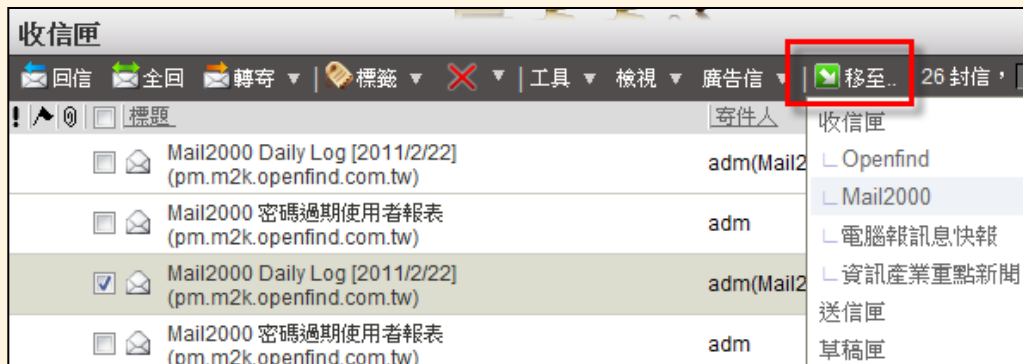 收信匣
回信 全回 轉寄 ▼ | 標籤 ▼ ▼ | 工具 ▼ 檢視 ▼ 廣告信 ▼ | 移至.. 26 封信，
! 標題 寄件人
Mail2000 Daily Log [2011/2/22]
(pm.m2k.openfind.com.tw)
adm(Mail2
Mail2000 密碼過期使用者報表
(pm.m2k.openfind.com.tw)
adm
Mail2000 Daily Log [2011/2/22]
(pm.m2k.openfind.com.tw)
adm(Mail2
Mail2000 密碼過期使用者報表
(pm.m2k.openfind.com.tw)
adm
收信匣
Openfind
Mail2000
電腦報訊息快報
資訊產業重點新聞
送信匣
草稿匣